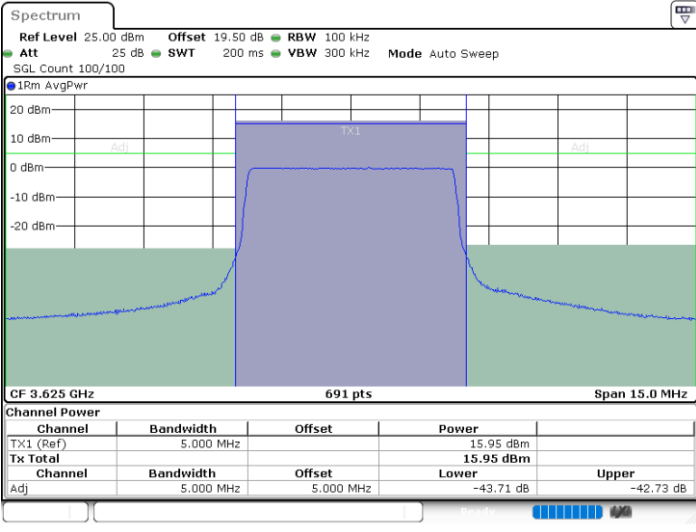 Spectrum
Ref Level 25.00 dBm Offset 19.50 dB RBW 100 kHz
Att 25 dB SWT 200 ms VBW 300 kHz Mode Auto Sweep
SGL Count 100/100
1Rm AvgPwr
20 dBm
TX1
10 dBm
Adj Adj
0 dBm
-10 dBm
-20 dBm
CF 3.625 GHz 691 pts Span 15.0 MHz
Channel Power
Channel Bandwidth Offset Power
TX1 (Ref) 5.000 MHz 15.95 dBm
Tx Total 15.95 dBm
Channel Bandwidth Offset Lower Upper
Adj 5.000 MHz 5.000 MHz -43.71 dB -42.73 dB
Ready